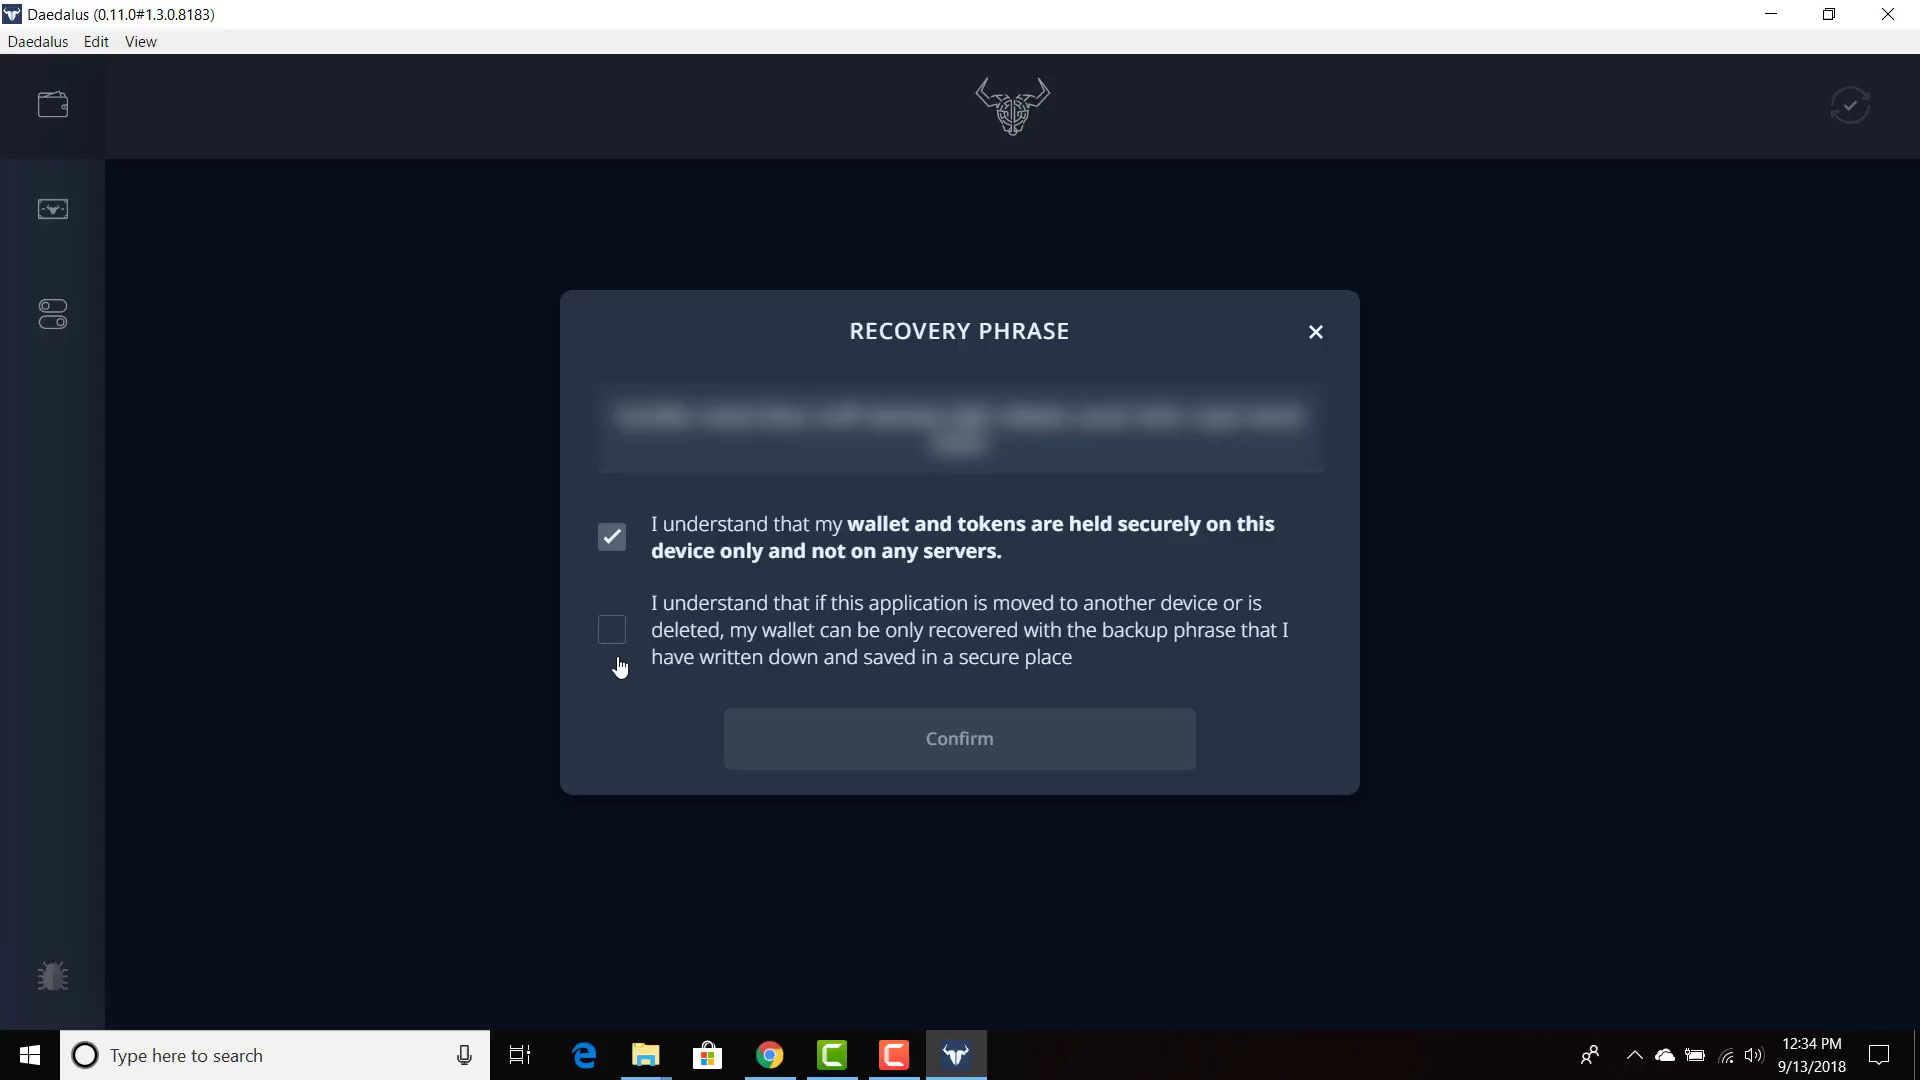 Daedalus (0.11.0#1.3.0.8183)
Daedalus Edit View
RECOVERY PHRASE
I understand that my wallet and tokens are held securely on this
device only and not on any servers.
I understand that if this application is moved to another device or is
deleted, my wallet can be only recovered with the backup phrase that I
have written down and saved in a secure place
Confirm
Type here to search
12:34 PM
9/13/2018